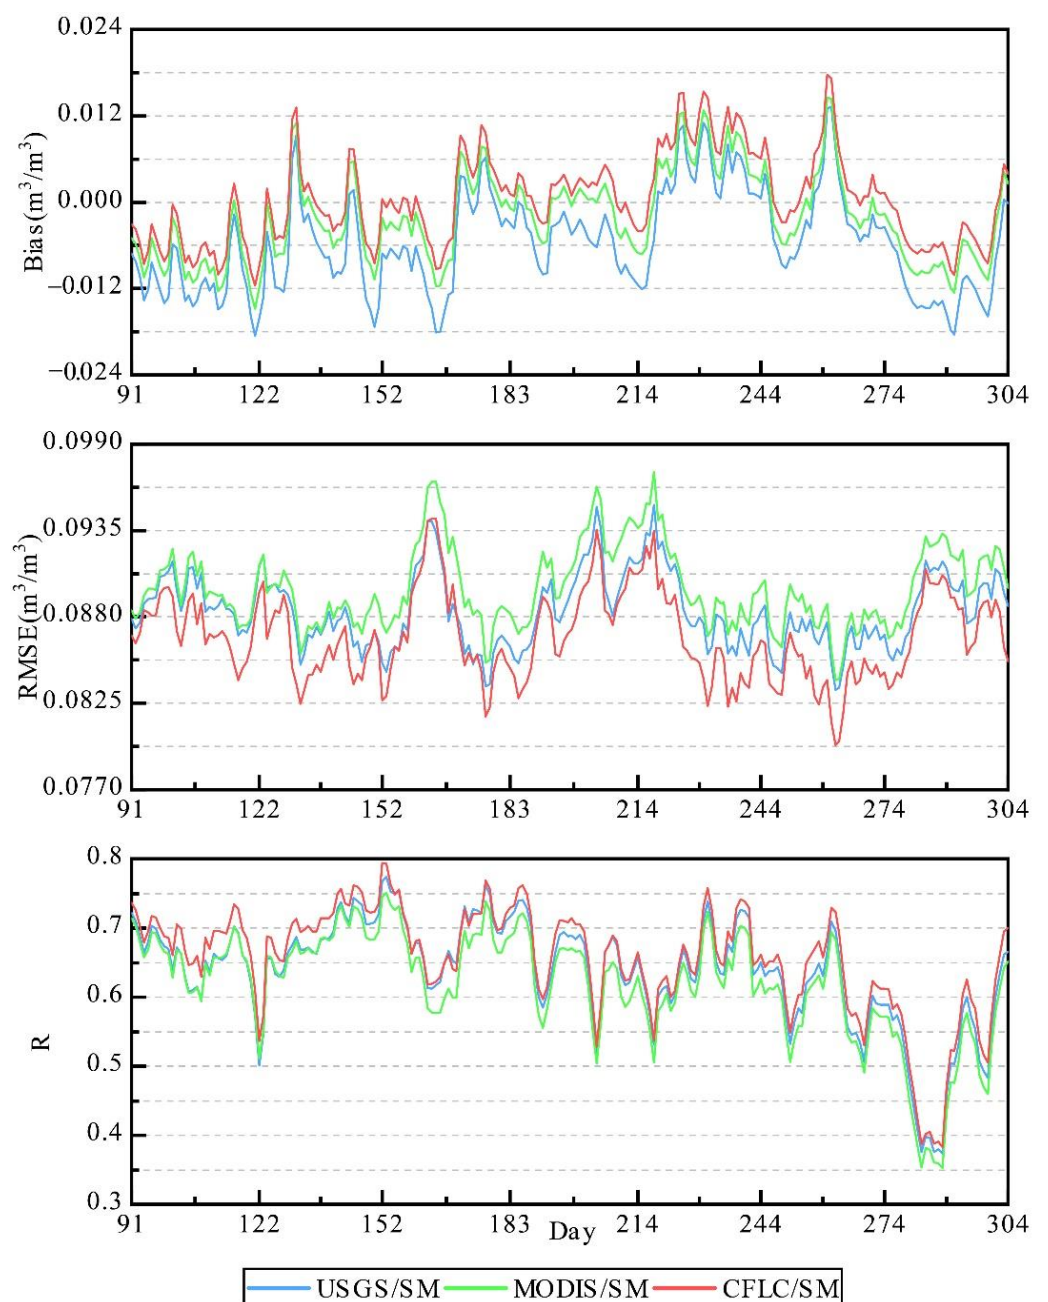 0.024
0.012
0.000
−0.012
−0.024
Bias(m³/m³)
91 122 152 183 214 244 274 304
0.0990
0.0935
0.0880
0.0825
0.0770
RMSE(m³/m³)
91 122 152 183 214 244 274 304
0.8
0.7
0.6
0.5
0.4
0.3
R
91 122 152 183 214 244 274 304
Day
USGS/SM MODIS/SM CFLC/SM